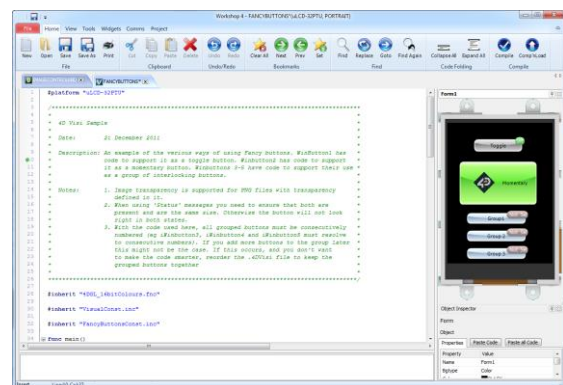 Workshop 4 - FANCYBUTTONS*(uLCD-32PTU, PORTRAIT)
File Home View Tools Widgets Comms Project
New Open Save Save As Print Cut Copy Paste Delete Undo Redo Clear All Next Prev Set Find Replace Goto Find Again Collapse All Expand All Compile Comp'nLoad
File Clipboard Undo/Redo Bookmarks Find Code Folding Compile
FANCYBUTTONS*
#platform "uLCD-32PTU"
* 4D Visi Sample
* Date: 2: December 2011
* Description: An example of the verious ways of using Fancy buttons. WinButton1 has
* code to support it as a toggle button. Winbutton2 has code to support
* it as a momentary button. Winbuttons 3-5 have code to support their use
* as a group of interlocking buttons.
* Notes: 1. Image transparency is supported for PNG files with transparency
* defined in it.
* 2. When using 'Status' messages you need to ensure that both are
* present and are the same size. Otherwise the button will not look
* right in both states.
* 3. With the code used here, all grouped buttons must be consecutively
* numbered (eg iWinbutton3, iWinbutton4 and iWinbutton5 must resolve
* to consecutive numbers). If you add more buttons to the group later
* this might not be the case. If this occurs, and you don't want
* to make the code smarter, reorder the .4DVisi file to keep the
* grouped buttons together
#inherit "4DGL_16bitColours.fnc"
#inherit "VisualConst.inc"
#inherit "FancyButtonsConst.inc"
func main()
Form1
Toggle
Momentary
Group1
Group 2
Group 3
Object Inspector
Form
Object
Properties Paste Code Paste all Code
Property Value
Name Form1
Bgtype Color